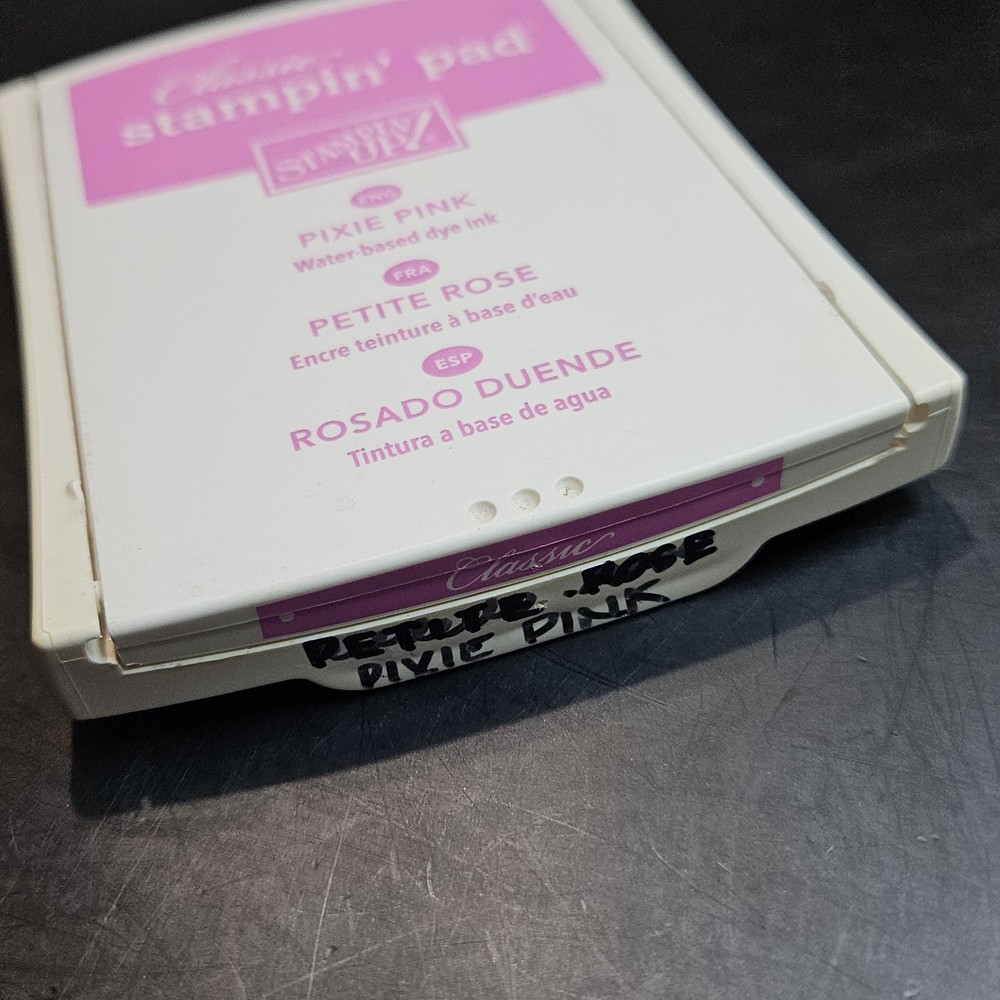 Classic
stampin' pad
STAMPIN' UP!
ENG
PIXIE PINK
Water-based dye ink
FRA
PETITE ROSE
Encre teinture à base d'eau
ESP
ROSADO DUENDE
Tintura a base de agua
Classic
PETITE ROSE
PIXIE PINK